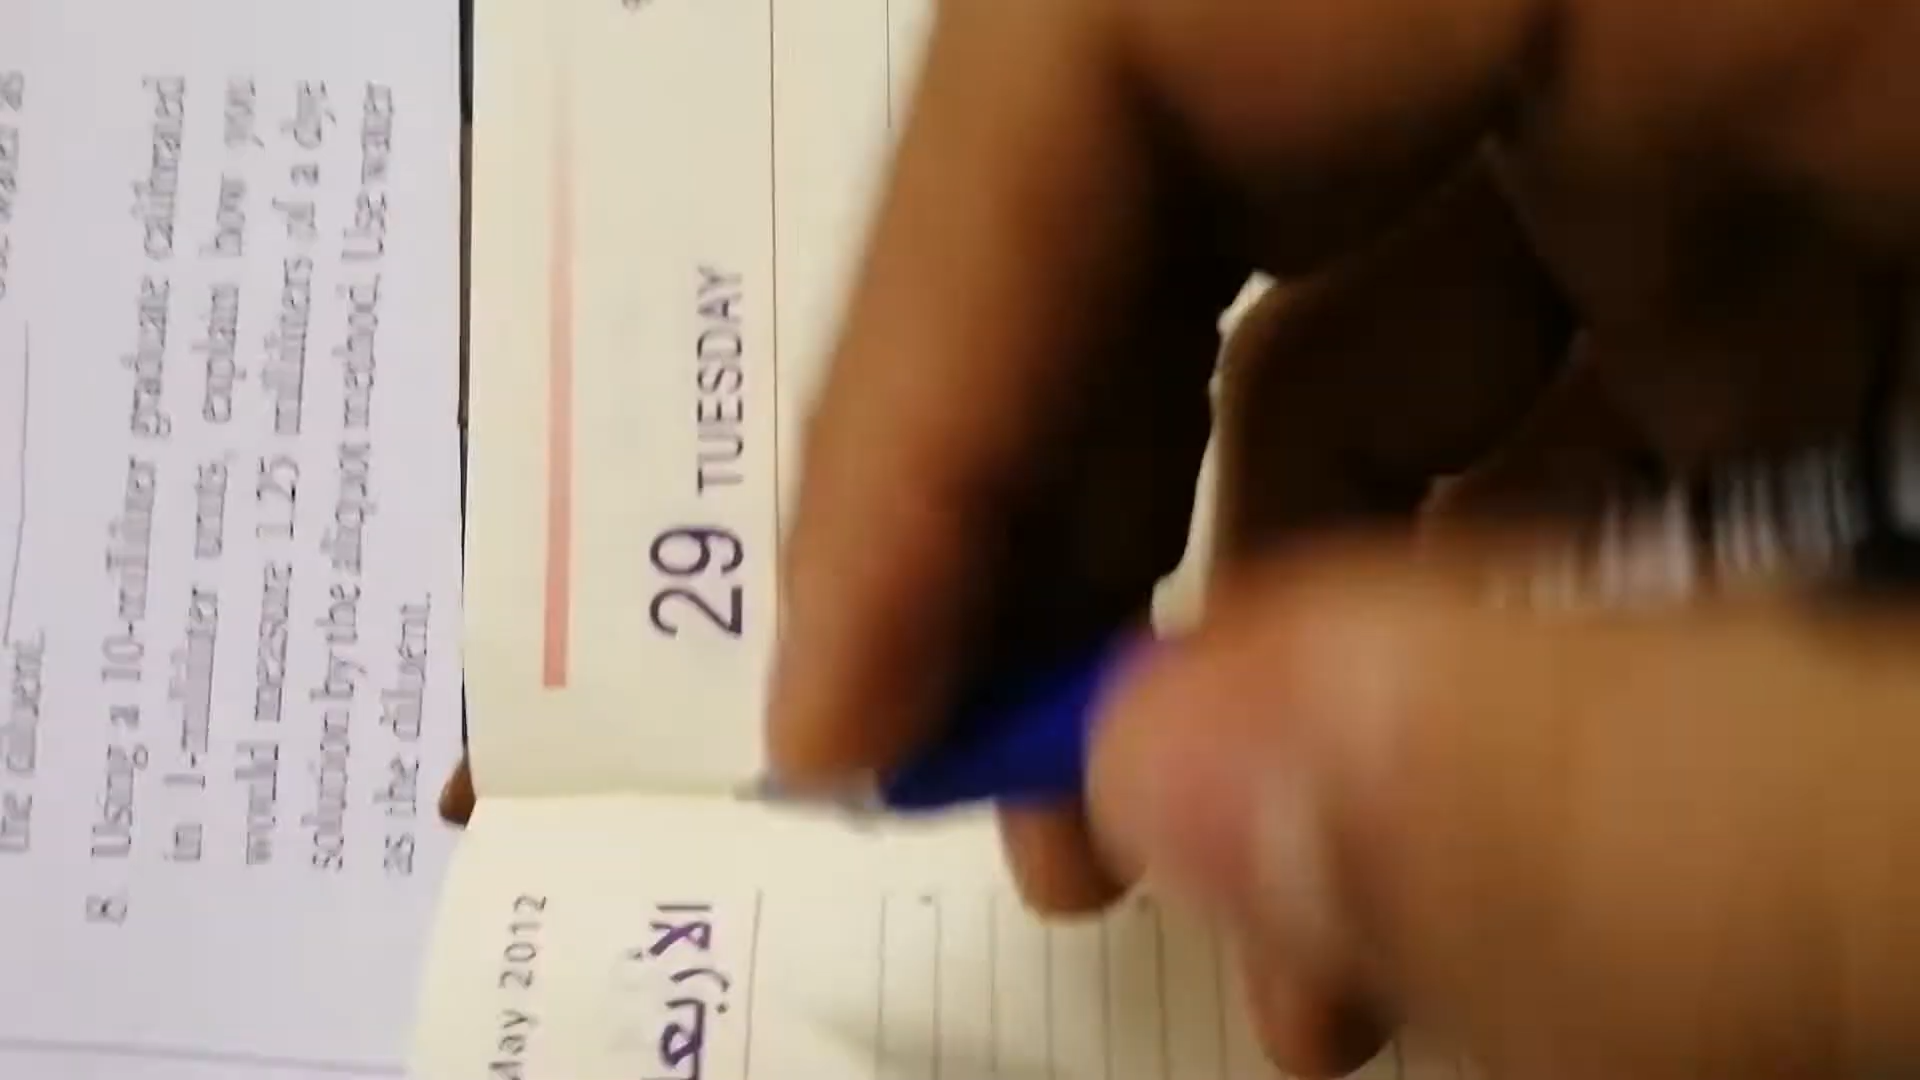 the diluent.
8. Using a 10-milliliter graduate calibrated
in 1-milliliter units, explain how you
would measure 1.25 milliliters of a dye
solution by the aliquot method. Use water
as the diluent.
29 TUESDAY
May 2012